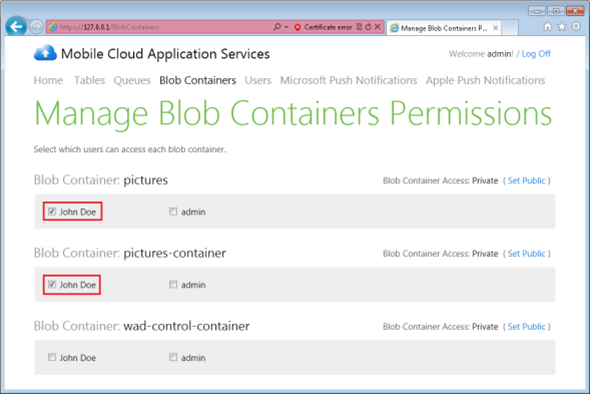 https://127.0.0.1/BlobContainers
Certificate error
Manage Blob Containers P...
Mobile Cloud Application Services
Welcome admin! / Log Off
Home Tables Queues Blob Containers Users Microsoft Push Notifications Apple Push Notifications
Manage Blob Containers Permissions
Select which users can access each blob container.
Blob Container: pictures
Blob Container Access: Private ( Set Public )
John Doe admin
Blob Container: pictures-container
Blob Container Access: Private ( Set Public )
John Doe admin
Blob Container: wad-control-container
Blob Container Access: Private ( Set Public )
John Doe admin